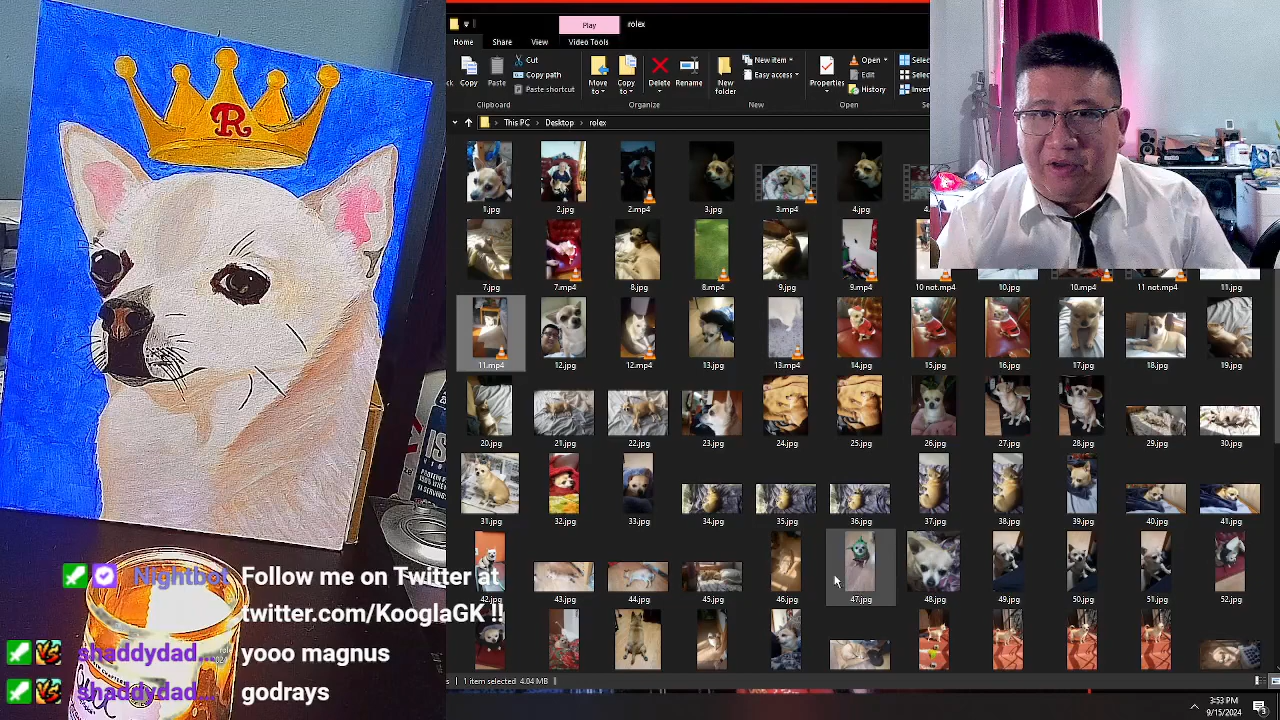 R
Nightbot Follow me on Twitter at
twitter.com/KooglaGK !!
shaddydad... yooo magnus
shaddydad... godrays
Play rolex
Home Share View Video Tools
Copy
Paste
Cut
Copy path
Paste shortcut
Move to
Copy to
Delete
Rename
New folder
New item
Easy access
Properties
Open
Edit
History
Clipboard Organize New Open
This PC > Desktop > rolex
1.jpg 2.jpg 2.mp4 3.jpg 3.mp4 4.jpg
7.jpg 7.mp4 8.jpg 8.mp4 9.jpg 9.mp4 10 not.mp4 10.jpg 10.mp4 11 not.mp4 11.jpg
11.mp4 12.jpg 12.mp4 13.jpg 13.mp4 14.jpg 15.jpg 16.jpg 17.jpg 18.jpg 19.jpg
20.jpg 21.jpg 22.jpg 23.jpg 24.jpg 25.jpg 26.jpg 27.jpg 28.jpg 29.jpg 30.jpg
31.jpg 32.jpg 33.jpg 34.jpg 35.jpg 36.jpg 37.jpg 38.jpg 39.jpg 40.jpg 41.jpg
42.jpg 43.jpg 44.jpg 45.jpg 46.jpg 47.jpg 48.jpg 49.jpg 50.jpg 51.jpg 52.jpg
1 item selected 4.04 MB
3:53 PM
9/15/2024